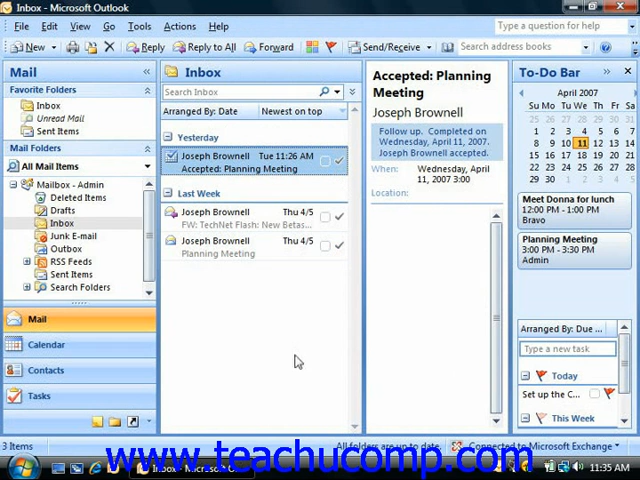 Inbox - Microsoft Outlook
File Edit View Go Tools Actions Help
Type a question for help
New Reply Reply to All Forward Send/Receive Search address books
Mail «
Favorite Folders
Inbox
Unread Mail
Sent Items
Mail Folders
All Mail Items
Mailbox - Admin
Deleted Items
Drafts
Inbox
Junk E-mail
Outbox
RSS Feeds
Sent Items
Search Folders
Mail
Calendar
Contacts
Tasks
Inbox
Search Inbox
Arranged By: Date Newest on top
Yesterday
Joseph Brownell Tue 11:26 AM
Accepted: Planning Meeting
Last Week
Joseph Brownell Thu 4/5
FW: TechNet Flash: New Betas...
Joseph Brownell Thu 4/5
Planning Meeting
Accepted: Planning
Meeting
Joseph Brownell
Follow up. Completed on
Wednesday, April 11, 2007.
Joseph Brownell accepted.
When: Wednesday, April
11, 2007 3:00
Location:
To-Do Bar »
April 2007
Su Mo Tu We Th Fr Sa
25 26 27 28 29 30 31
1 2 3 4 5 6 7
8 9 10 11 12 13 14
15 16 17 18 19 20 21
22 23 24 25 26 27 28
29 30 1 2 3 4 5
Meet Donna for lunch
12:00 PM - 1:00 PM
Bravo
Planning Meeting
3:00 PM - 3:30 PM
Admin
Arranged By: Due ...
Type a new task
Today
Set up the C...
This Week
3 Items
All folders are up to date.
Connected to Microsoft Exchange
www.teachucomp.com
Inbox - Microsoft O...
11:35 AM